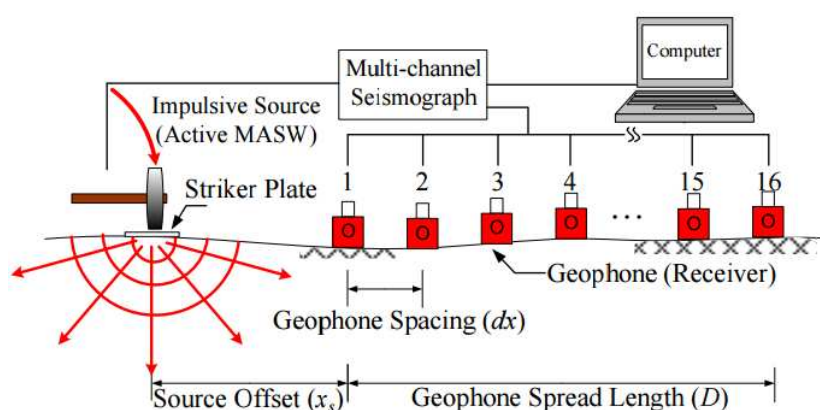 Computer
Multi-channel
Seismograph
Impulsive Source
(Active MASW)
Striker Plate
1 2 3 4 15 16
O O O O ... O O
Geophone (Receiver)
Geophone Spacing (dx)
Source Offset (xs) Geophone Spread Length (D)